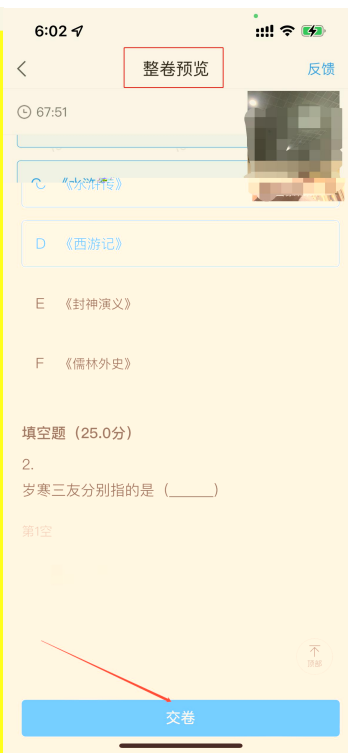 6:02
整卷预览
反馈
67:51
C 《水浒传》
D 《西游记》
E 《封神演义》
F 《儒林外史》
填空题（25.0分）
2.
岁寒三友分别指的是（_____）
第1空
顶部
交卷